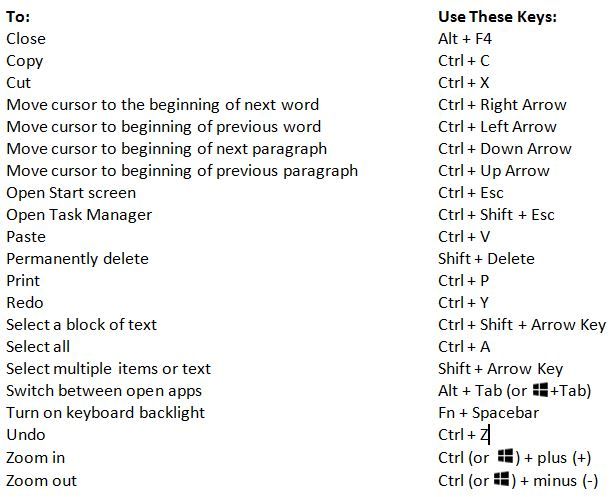 To: Use These Keys:
Close Alt + F4
Copy Ctrl + C
Cut Ctrl + X
Move cursor to the beginning of next word Ctrl + Right Arrow
Move cursor to beginning of previous word Ctrl + Left Arrow
Move cursor to beginning of next paragraph Ctrl + Down Arrow
Move cursor to beginning of previous paragraph Ctrl + Up Arrow
Open Start screen Ctrl + Esc
Open Task Manager Ctrl + Shift + Esc
Paste Ctrl + V
Permanently delete Shift + Delete
Print Ctrl + P
Redo Ctrl + Y
Select a block of text Ctrl + Shift + Arrow Key
Select all Ctrl + A
Select multiple items or text Shift + Arrow Key
Switch between open apps Alt + Tab (or +Tab)
Turn on keyboard backlight Fn + Spacebar
Undo Ctrl + Z
Zoom in Ctrl (or ) + plus (+)
Zoom out Ctrl (or ) + minus (-)